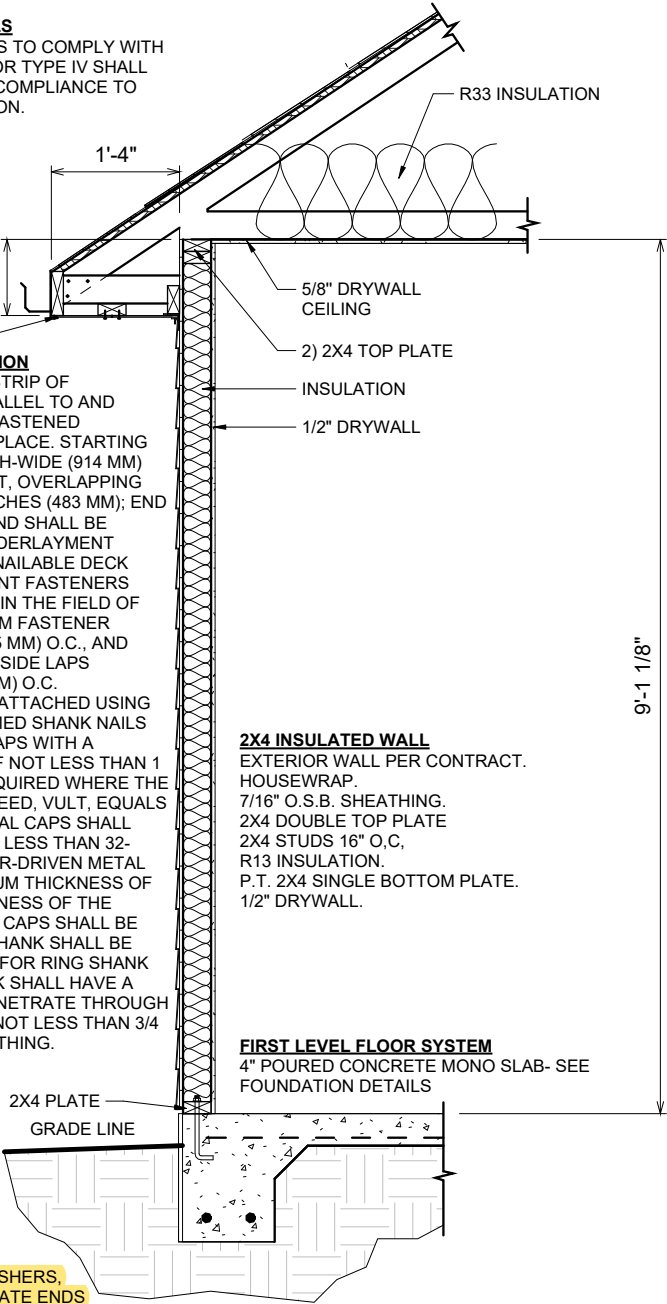 S
S TO COMPLY WITH
OR TYPE IV SHALL
COMPLIANCE TO
ON.
R33 INSULATION
1'-4"
5/8" DRYWALL
CEILING
2) 2X4 TOP PLATE
INSULATION
1/2" DRYWALL
ION
STRIP OF
ALLEL TO AND
FASTENED
PLACE. STARTING
CH-WIDE (914 MM)
T, OVERLAPPING
CHES (483 MM); END
ND SHALL BE
DERLAYMENT
NAILABLE DECK
NT FASTENERS
IN THE FIELD OF
M FASTENER
5 MM) O.C., AND
SIDE LAPS
M) O.C.
ATTACHED USING
NED SHANK NAILS
APS WITH A
F NOT LESS THAN 1
QUIRED WHERE THE
EED, VULT, EQUALS
AL CAPS SHALL
LESS THAN 32-
R-DRIVEN METAL
UM THICKNESS OF
NESS OF THE
CAPS SHALL BE
HANK SHALL BE
FOR RING SHANK
K SHALL HAVE A
NETRATE THROUGH
NOT LESS THAN 3/4
THING.
9'-1 1/8"
2X4 INSULATED WALL
EXTERIOR WALL PER CONTRACT.
HOUSEWRAP.
7/16" O.S.B. SHEATHING.
2X4 DOUBLE TOP PLATE
2X4 STUDS 16" O,C,
R13 INSULATION.
P.T. 2X4 SINGLE BOTTOM PLATE.
1/2" DRYWALL.
FIRST LEVEL FLOOR SYSTEM
4" POURED CONCRETE MONO SLAB- SEE
FOUNDATION DETAILS
2X4 PLATE
GRADE LINE
SHERS,
ATE ENDS